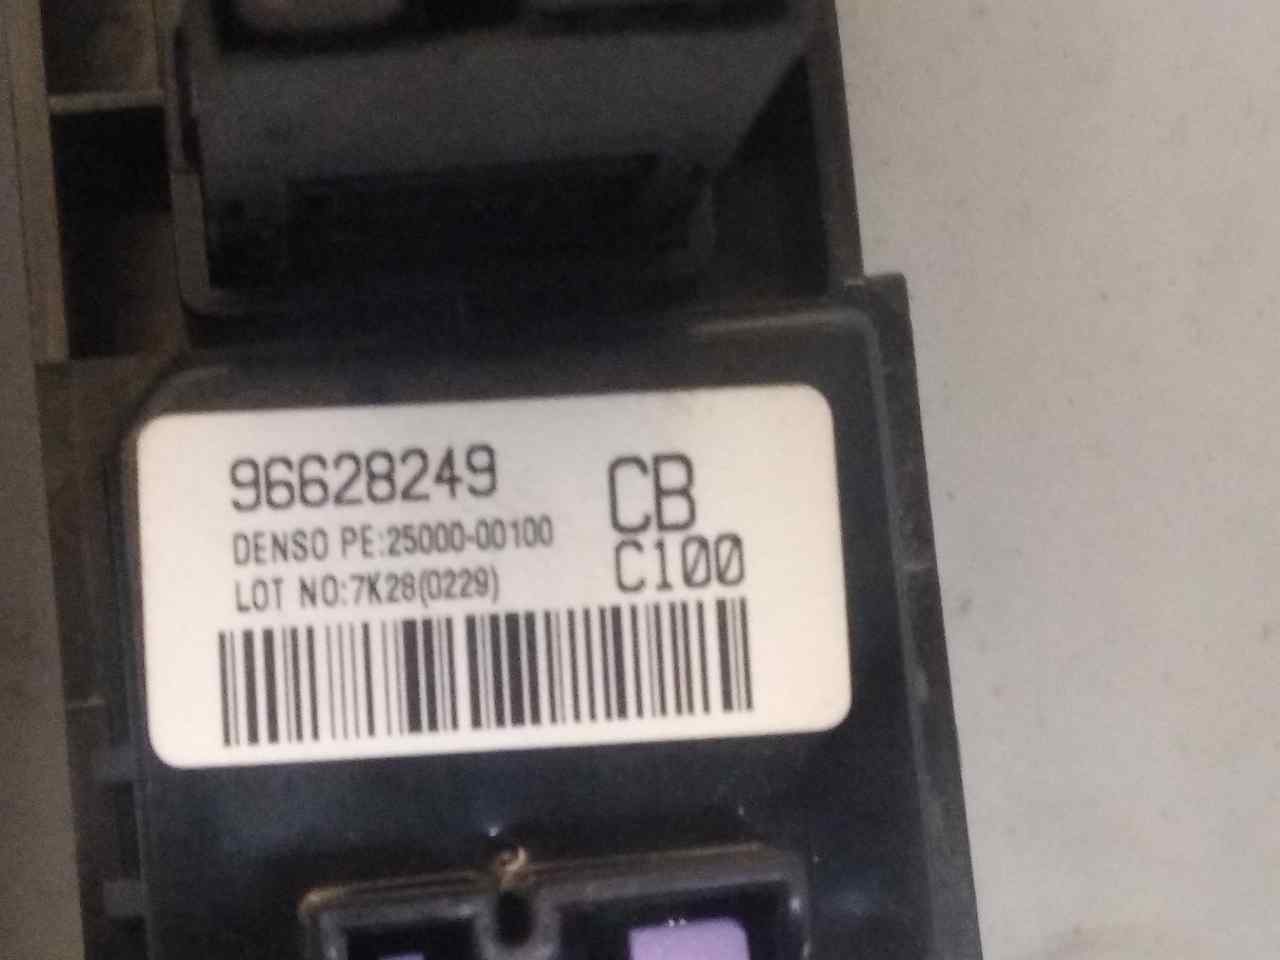 96628249
CB
DENSO PE:25000-00100
C100
LOT NO:7K28(0229)